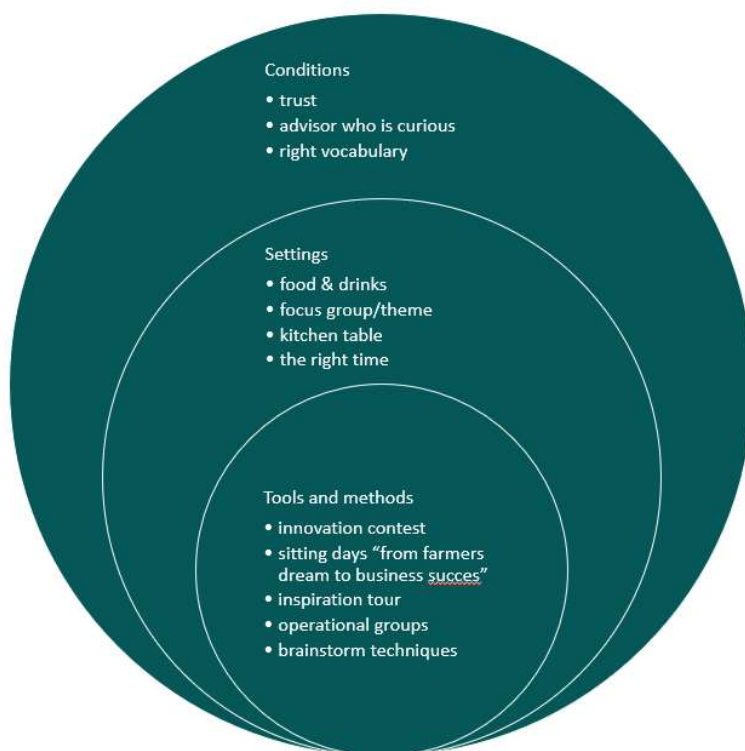 Conditions
• trust
• advisor who is curious
• right vocabulary
Settings
• food & drinks
• focus group/theme
• kitchen table
• the right time
Tools and methods
• innovation contest
• sitting days “from farmers
dream to business succes”
• inspiration tour
• operational groups
• brainstorm techniques